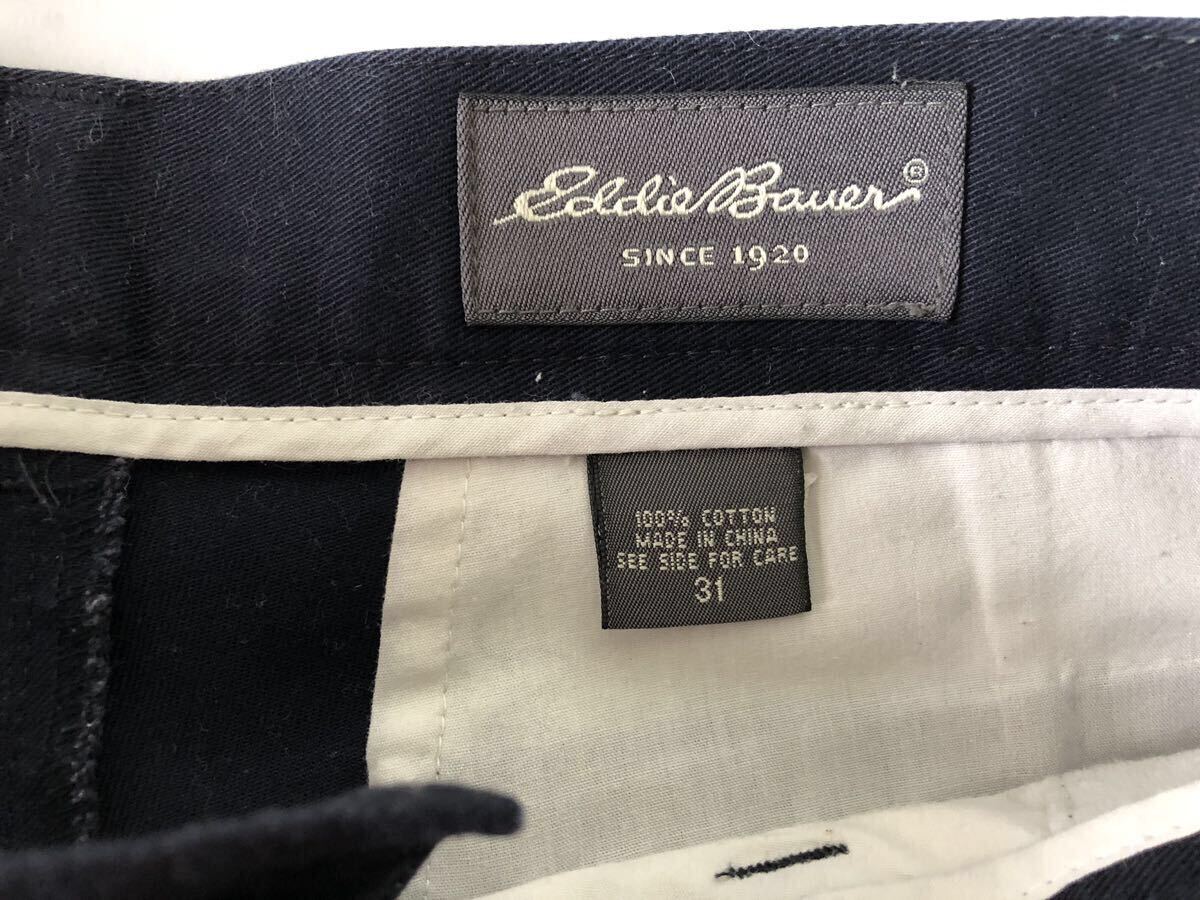 Eddie Bauer®
SINCE 1920
100% COTTON
MADE IN CHINA
SEE SIDE FOR CARE
31